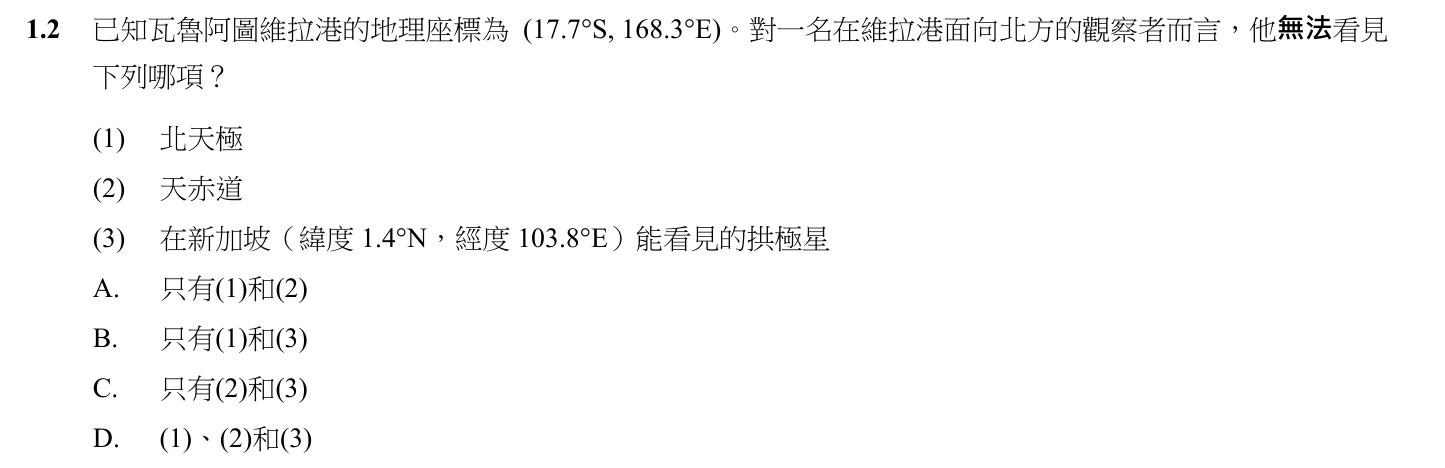 1.2 已知瓦魯阿圖維拉港的地理座標為 (17.7°S, 168.3°E)。對一名在維拉港面向北方的觀察者而言，他無法看見
下列哪項？
(1) 北天極
(2) 天赤道
(3) 在新加坡（緯度 1.4°N，經度 103.8°E）能看見的拱極星
A. 只有(1)和(2)
B. 只有(1)和(3)
C. 只有(2)和(3)
D. (1)、(2)和(3)